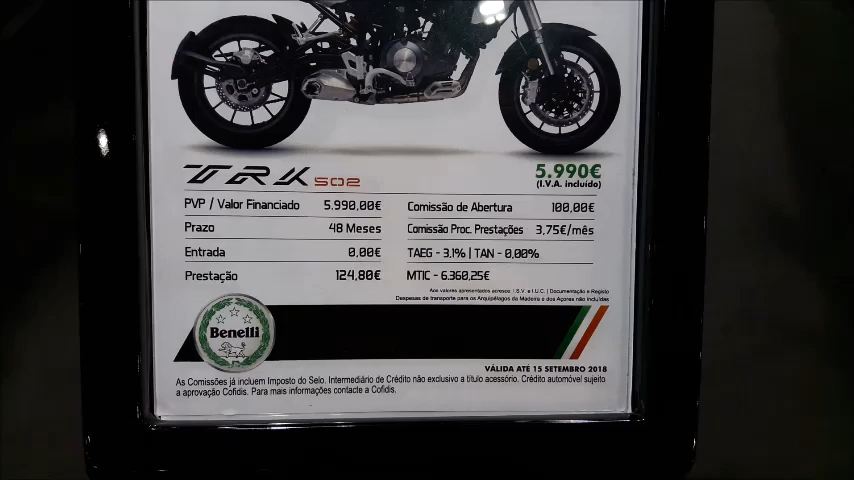 TRK 502
5.990€
(I.V.A. incluído)
PVP / Valor Financiado 5.990,00€
Prazo 48 Meses
Entrada 0,00€
Prestação 124,80€
Comissão de Abertura 100,00€
Comissão Proc. Prestações 3,75€/mês
TAEG - 3,1% | TAN - 0,00%
MTIC - 6.360,25€
Aos valores apresentados acresce: I.S.V. e I.U.C. | Documentação e Registo
Despesas de transporte para os Arquipélagos da Madeira e dos Açores não incluídas
Benelli
VÁLIDA ATÉ 15 SETEMBRO 2018
As Comissões já incluem Imposto do Selo. Intermediário de Crédito não exclusivo a título acessório. Crédito automóvel sujeito
a aprovação Cofidis. Para mais informações contacte a Cofidis.